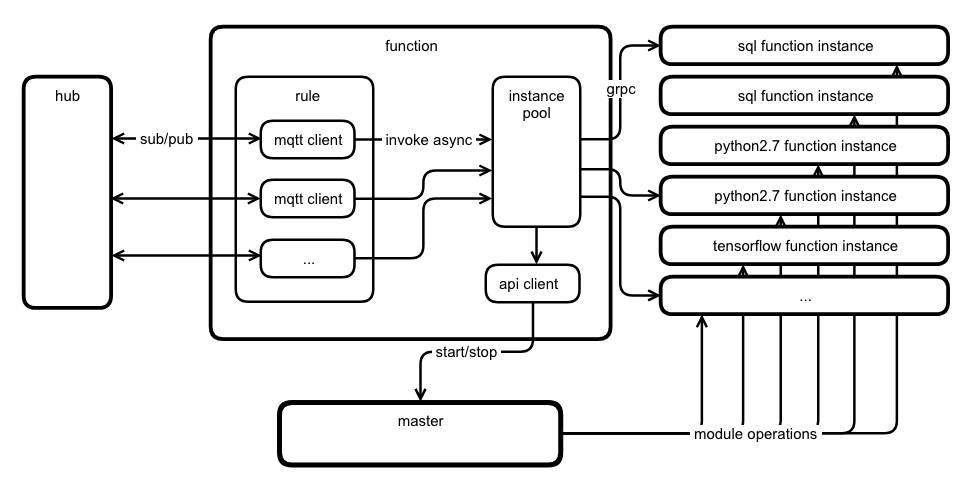 function
sql function instance
hub
rule
instance
pool
grpc
sql function instance
sub/pub
mqtt client
invoke async
python2.7 function instance
mqtt client
python2.7 function instance
...
tensorflow function instance
api client
...
start/stop
master
module operations